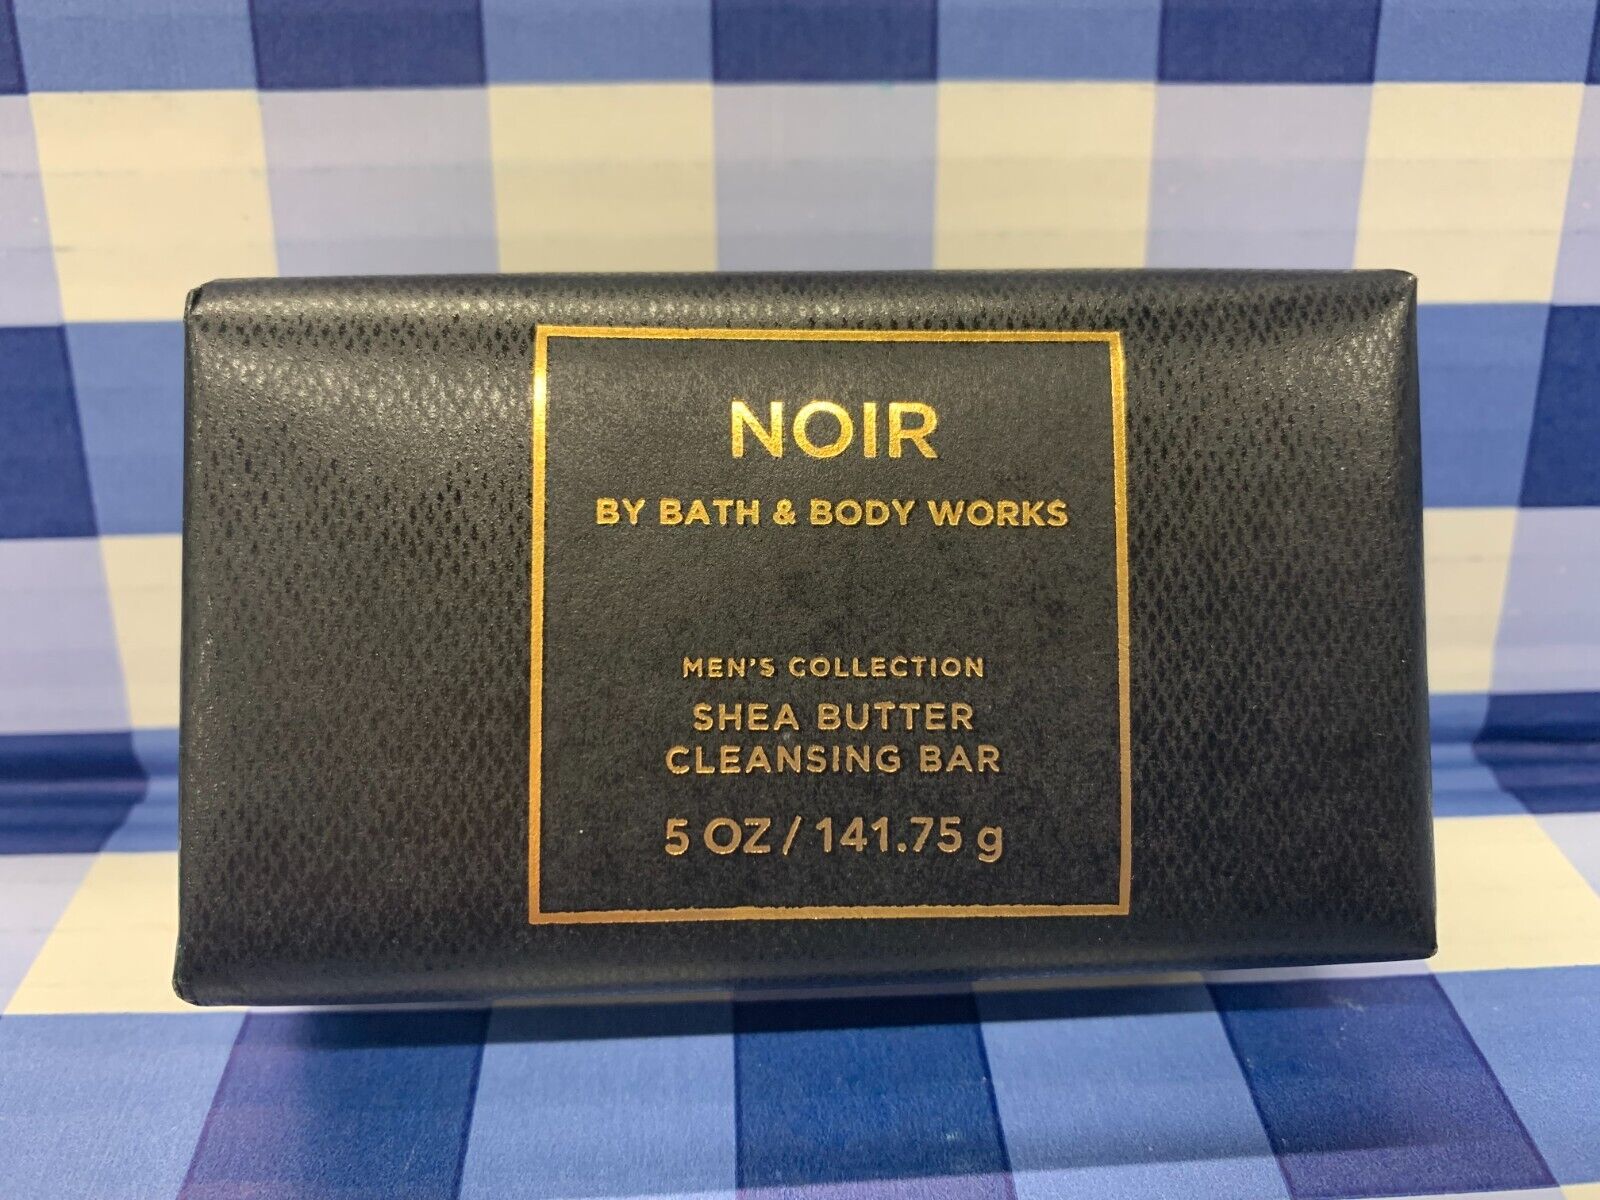 NOIR
BY BATH & BODY WORKS
MEN'S COLLECTION
SHEA BUTTER
CLEANSING BAR
5 OZ / 141.75 g